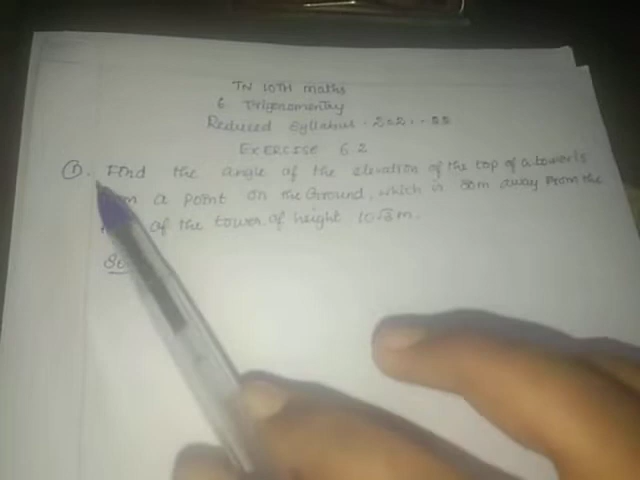 TN 10TH maths
6 Trigonomentry
Reduced Syllabus
EXERCISE 6.2
① . Find the angle of the elevation of the top of a tower is
a point on the Ground, which is 30m away from the
of the tower of height 10√3m.